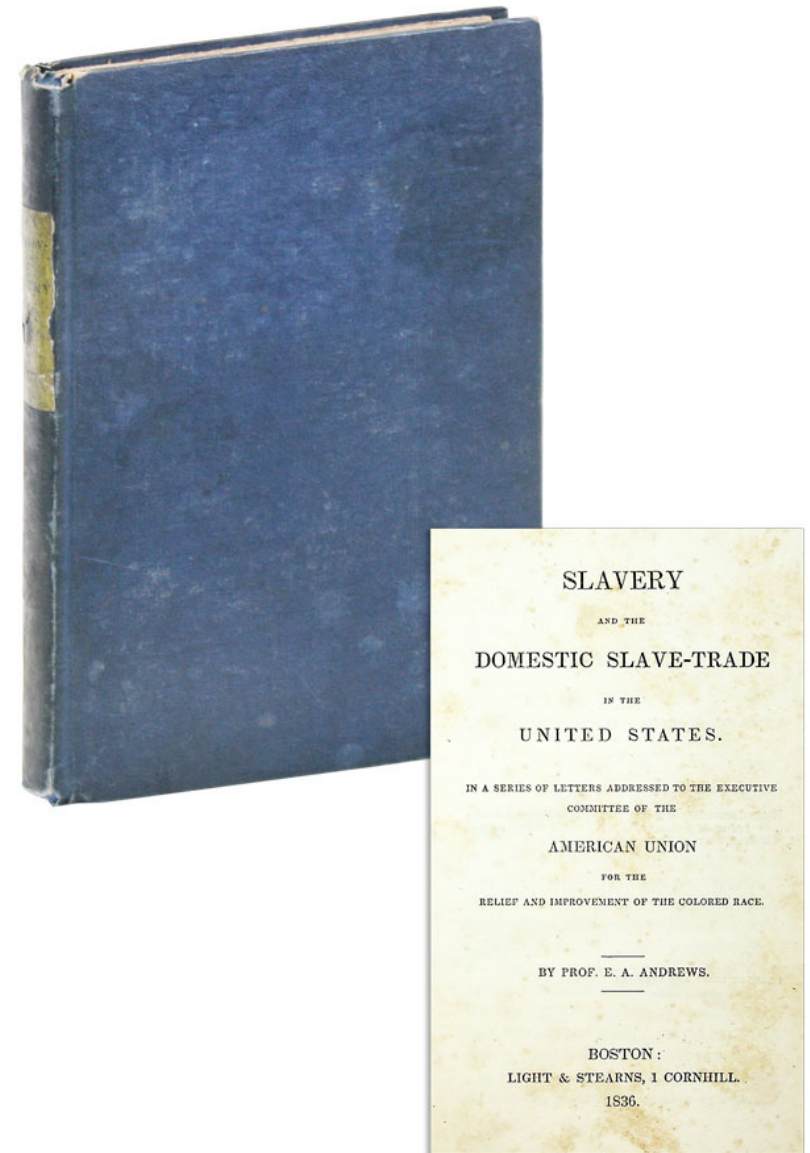 SLAVERY
AND THE
DOMESTIC SLAVE-TRADE
IN THE
UNITED STATES.
IN A SERIES OF LETTERS ADDRESSED TO THE EXECUTIVE
COMMITTEE OF THE
AMERICAN UNION
FOR THE
RELIEF AND IMPROVEMENT OF THE COLORED RACE.
BY PROF. E. A. ANDREWS.
BOSTON:
LIGHT & STEARNS, 1 CORNHILL.
1836.